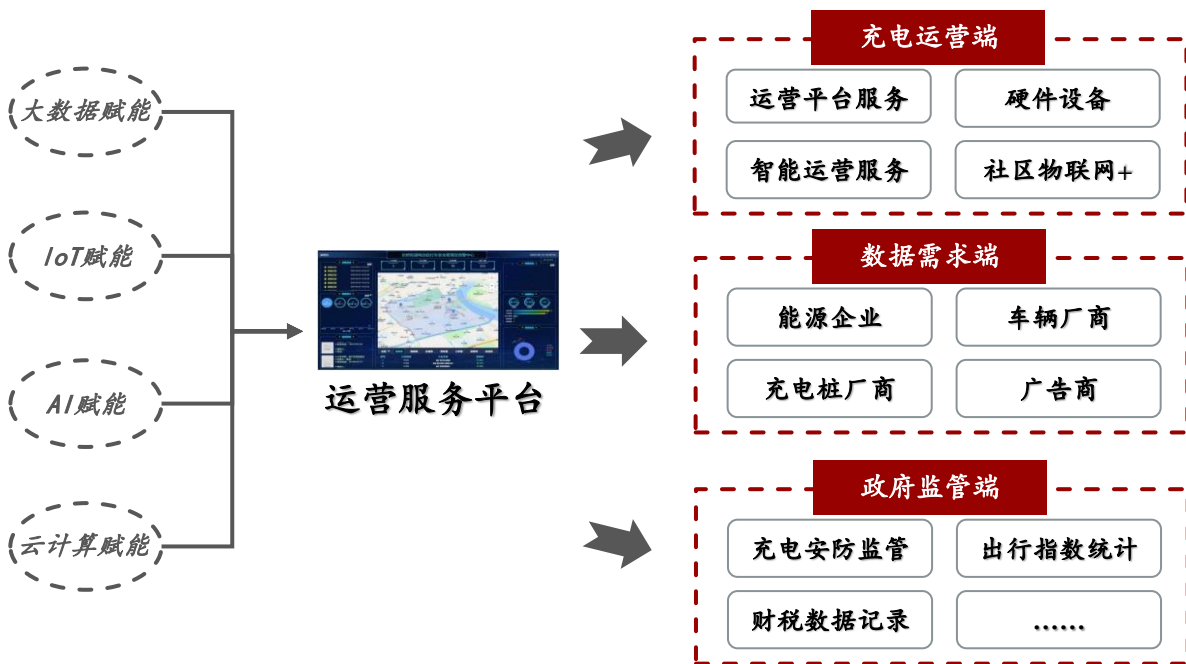 大数据赋能
IoT赋能
AI赋能
云计算赋能
运营服务平台
充电运营端
运营平台服务
硬件设备
智能运营服务
社区物联网+
数据需求端
能源企业
车辆厂商
充电桩厂商
广告商
政府监管端
充电安防监管
出行指数统计
财税数据记录
......